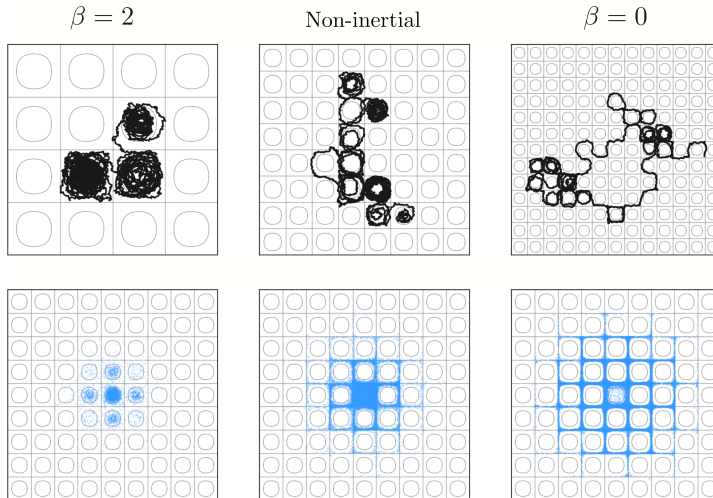 β = 2
Non-inertial
β = 0